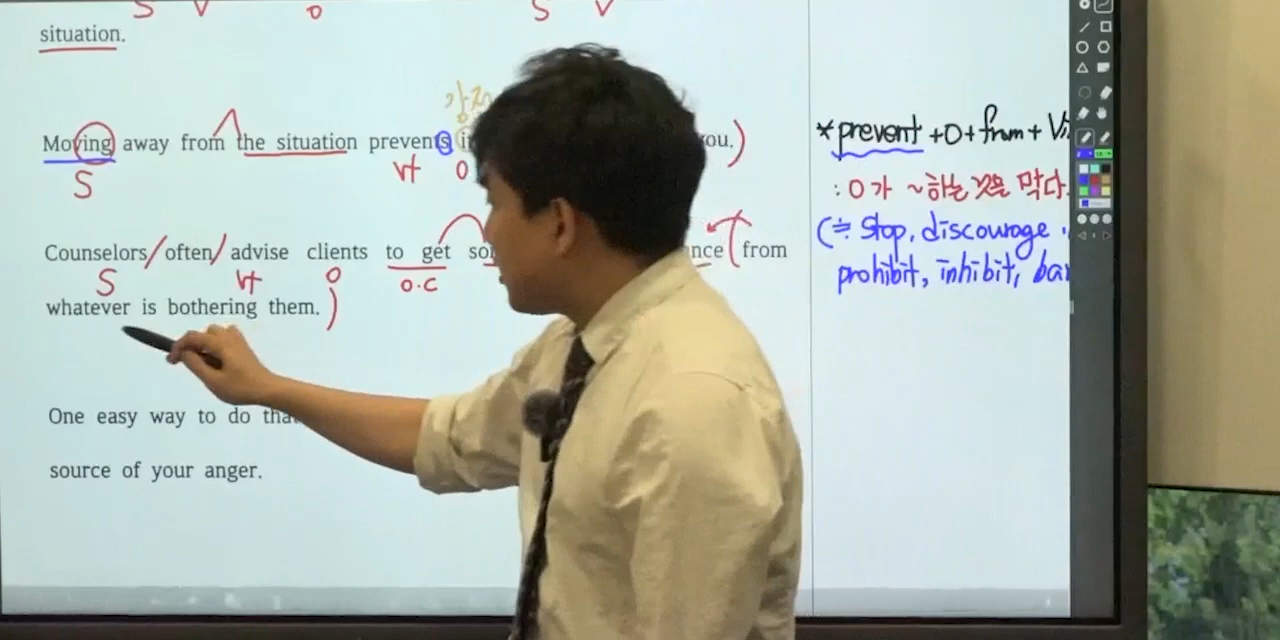 S V O S V
situation.
Moving away from the situation prevents you.)
S vt O
Counselors/often/advise clients to get (from
S vt O O.C
whatever is bothering them.)
One easy way to do
source of your anger.
*prevent +O+from+
: O가 ~하는 것을 막다.
(≒ Stop, discourage
prohibit, inhibit,